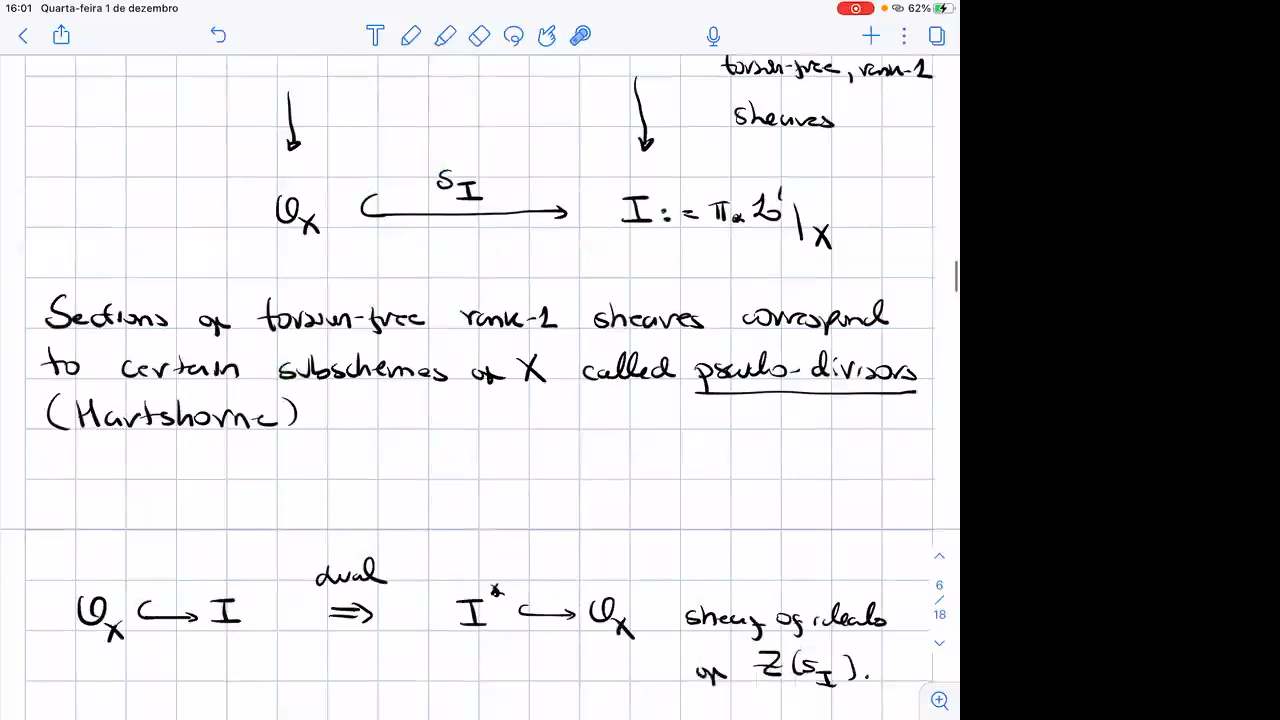 16:01 Quarta-feira 1 de dezembro 62%
torsion-free, rank-1
sheaves
S_I
O_X ↪ I := π_* L'|_X
Sections of torsion-free rank-1 sheaves correspond
to certain subschemes of X called pseudo-divisors
(Hartshorne)
dual
O_X ↪ I ⇒ I^* ↪ O_X sheaf of ideals
of Z(s_I).
6
/
18